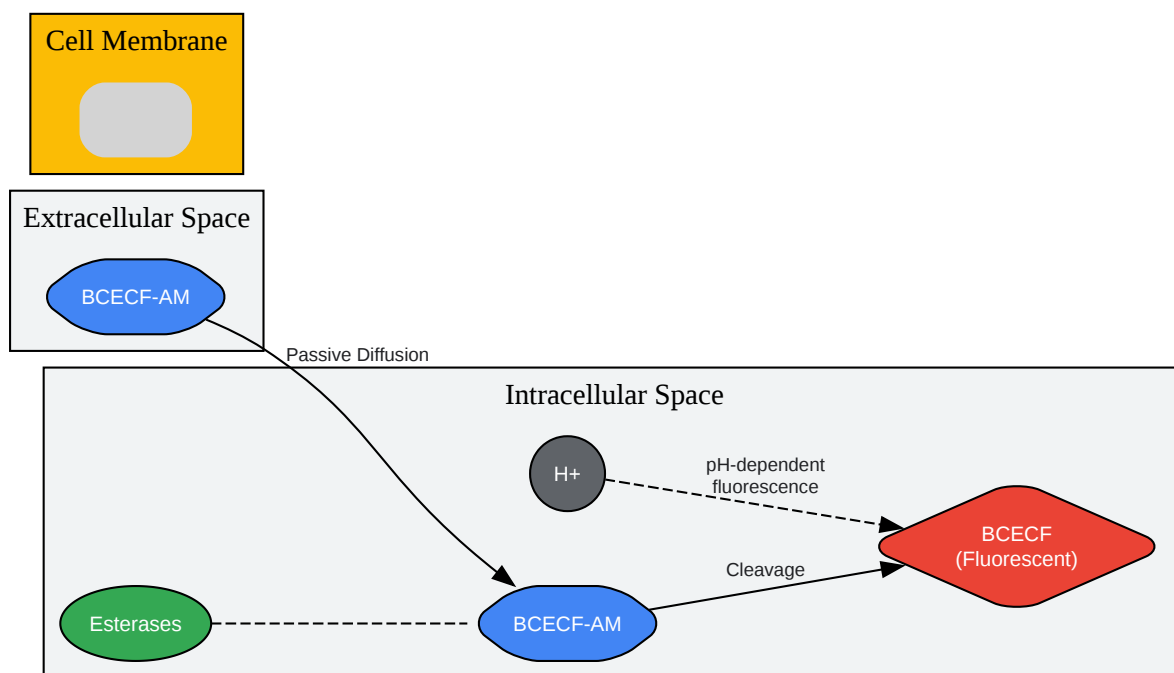 Cell Membrane
Extracellular Space
BCECF-AM
Passive Diffusion
Intracellular Space
H+
pH-dependent
fluorescence
BCECF
(Fluorescent)
Cleavage
Esterases
BCECF-AM